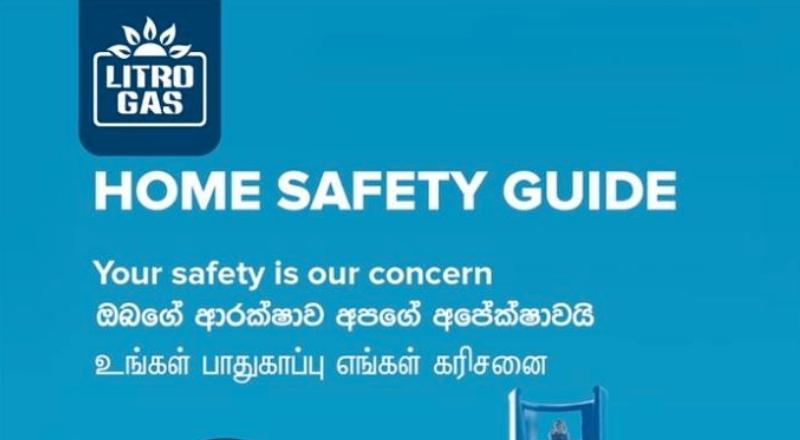 LITRO
GAS
HOME SAFETY GUIDE
Your safety is our concern
ඔබගේ ආරක්ෂාව අපගේ අපේක්ෂාවයි
உங்கள் பாதுகாப்பு எங்கள் கரிசனை